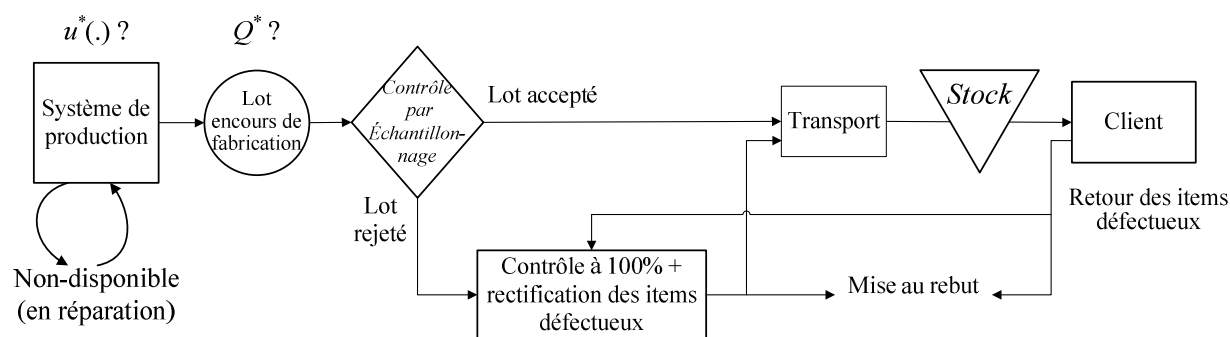 u*(.) ?
Q* ?
Système de
production
Lot
encours de
fabrication
Contrôle
par
Échantillon-
nage
Lot accepté
Transport
Stock
Client
Lot
rejeté
Retour des items
défectueux
Non-disponible
(en réparation)
Contrôle à 100% +
rectification des items
défectueux
Mise au rebut